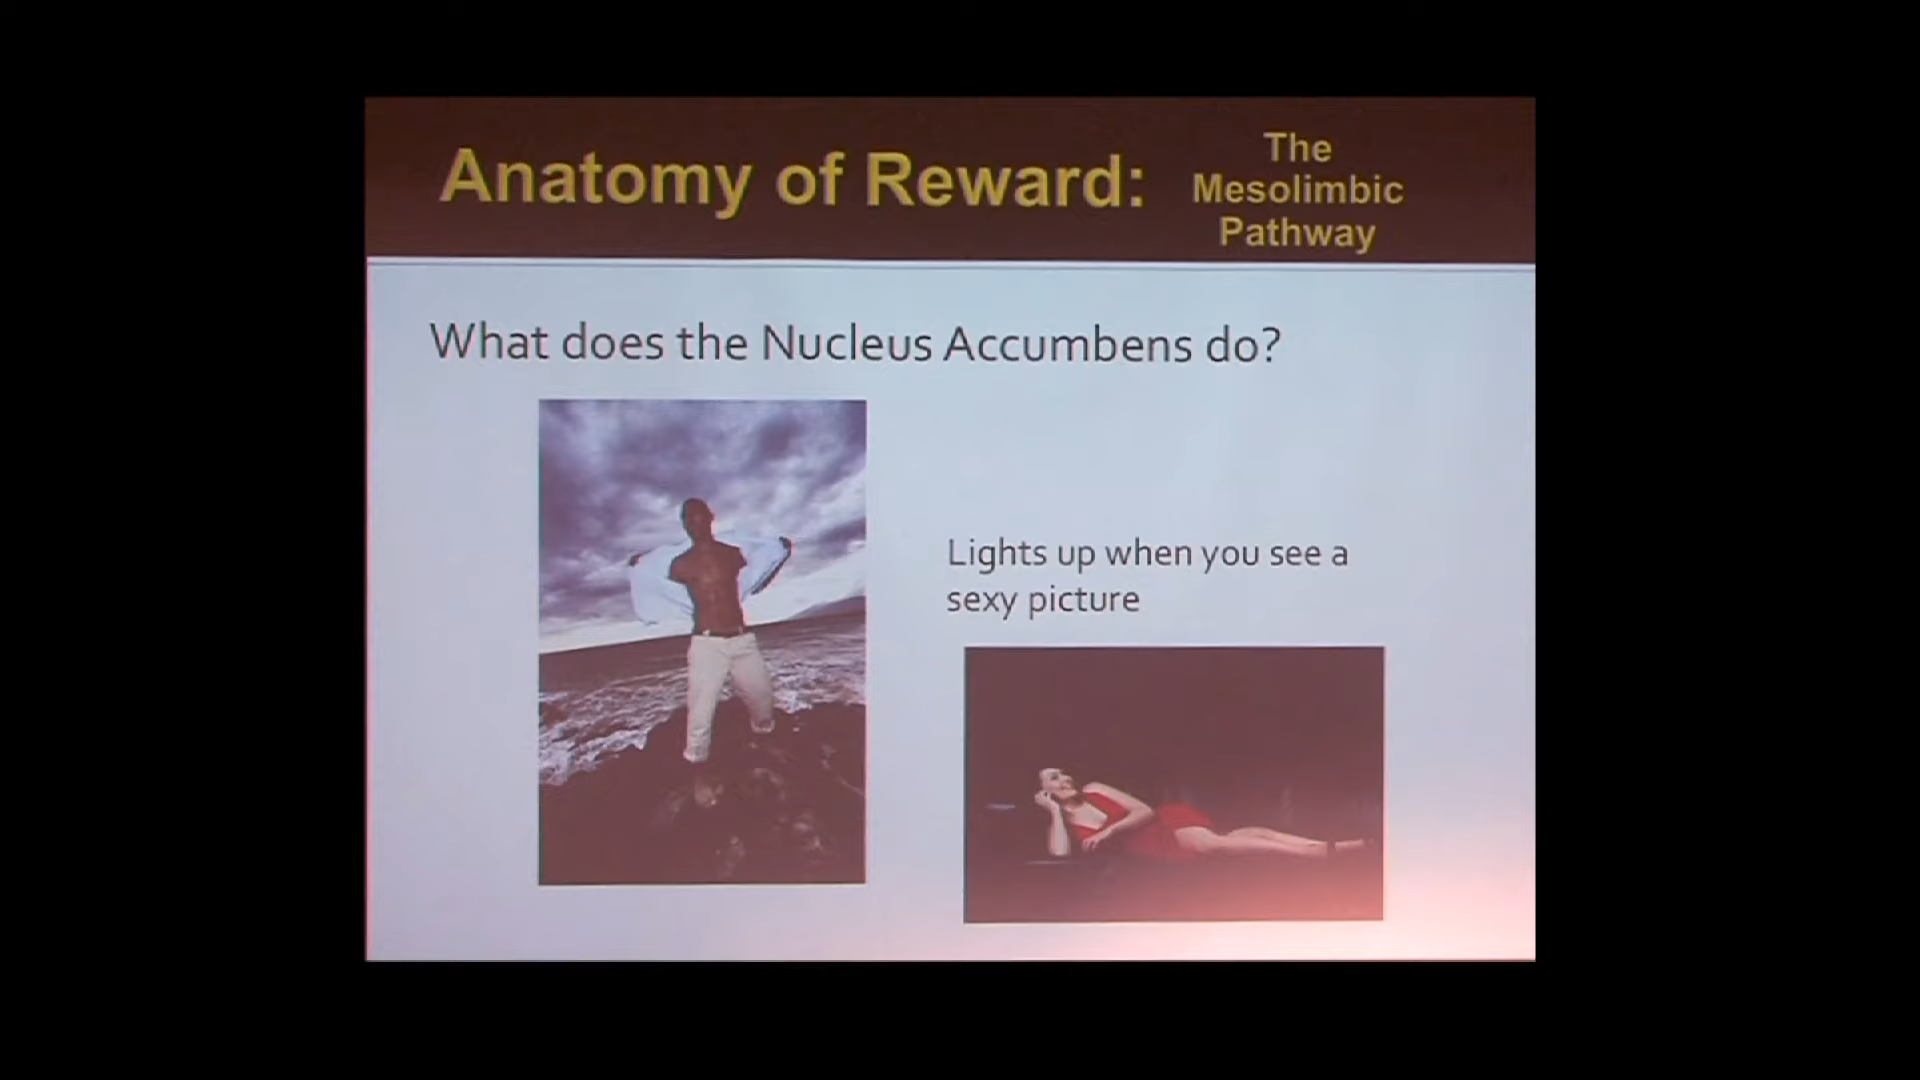 Anatomy of Reward:
The
Mesolimbic
Pathway
What does the Nucleus Accumbens do?
Lights up when you see a
sexy picture